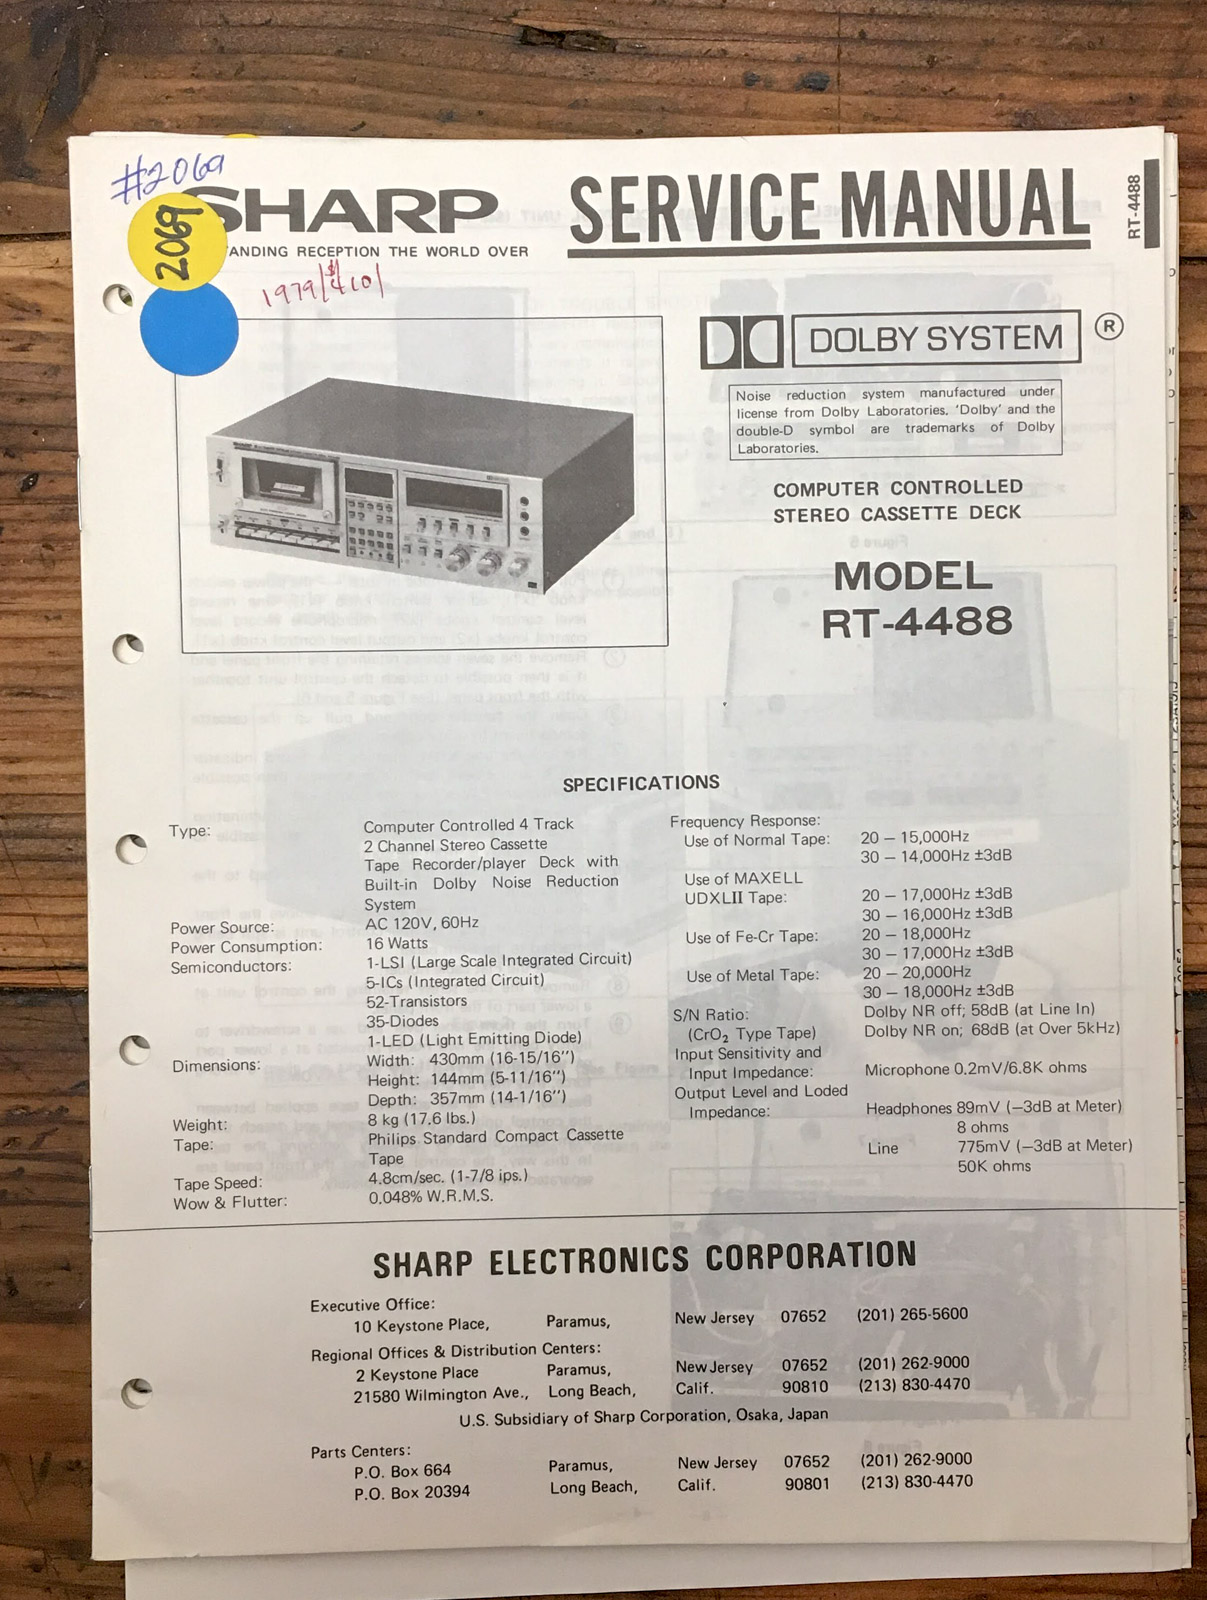 #2069
SHARP
2069
ANDING RECEPTION THE WORLD OVER
SERVICE MANUAL
RT-4488
1979
DOLBY SYSTEM ®
Noise reduction system manufactured under
license from Dolby Laboratories. 'Dolby' and the
double-D symbol are trademarks of Dolby
Laboratories.
COMPUTER CONTROLLED
STEREO CASSETTE DECK
MODEL
RT-4488
SPECIFICATIONS
Type: Computer Controlled 4 Track
2 Channel Stereo Cassette
Tape Recorder/player Deck with
Built-in Dolby Noise Reduction
System
Power Source: AC 120V, 60Hz
Power Consumption: 16 Watts
Semiconductors: 1-LSI (Large Scale Integrated Circuit)
5-ICs (Integrated Circuit)
52-Transistors
35-Diodes
1-LED (Light Emitting Diode)
Dimensions: Width: 430mm (16-15/16")
Height: 144mm (5-11/16")
Depth: 357mm (14-1/16")
Weight: 8 kg (17.6 lbs.)
Tape: Philips Standard Compact Cassette
Tape
Tape Speed: 4.8cm/sec. (1-7/8 ips.)
Wow & Flutter: 0.048% W.R.M.S.
Frequency Response:
Use of Normal Tape: 20 – 15,000Hz
30 – 14,000Hz ±3dB
Use of MAXELL
UDXLII Tape: 20 – 17,000Hz ±3dB
30 – 16,000Hz ±3dB
Use of Fe-Cr Tape: 20 – 18,000Hz
30 – 17,000Hz ±3dB
Use of Metal Tape: 20 – 20,000Hz
30 – 18,000Hz ±3dB
S/N Ratio: Dolby NR off; 58dB (at Line In)
(CrO2 Type Tape) Dolby NR on; 68dB (at Over 5kHz)
Input Sensitivity and
Input Impedance: Microphone 0.2mV/6.8K ohms
Output Level and Loded
Impedance: Headphones 89mV (–3dB at Meter)
8 ohms
Line 775mV (–3dB at Meter)
50K ohms
SHARP ELECTRONICS CORPORATION
Executive Office:
10 Keystone Place, Paramus, New Jersey 07652 (201) 265-5600
Regional Offices & Distribution Centers:
2 Keystone Place Paramus, New Jersey 07652 (201) 262-9000
21580 Wilmington Ave., Long Beach, Calif. 90810 (213) 830-4470
U.S. Subsidiary of Sharp Corporation, Osaka, Japan
Parts Centers:
P.O. Box 664 Paramus, New Jersey 07652 (201) 262-9000
P.O. Box 20394 Long Beach, Calif. 90801 (213) 830-4470